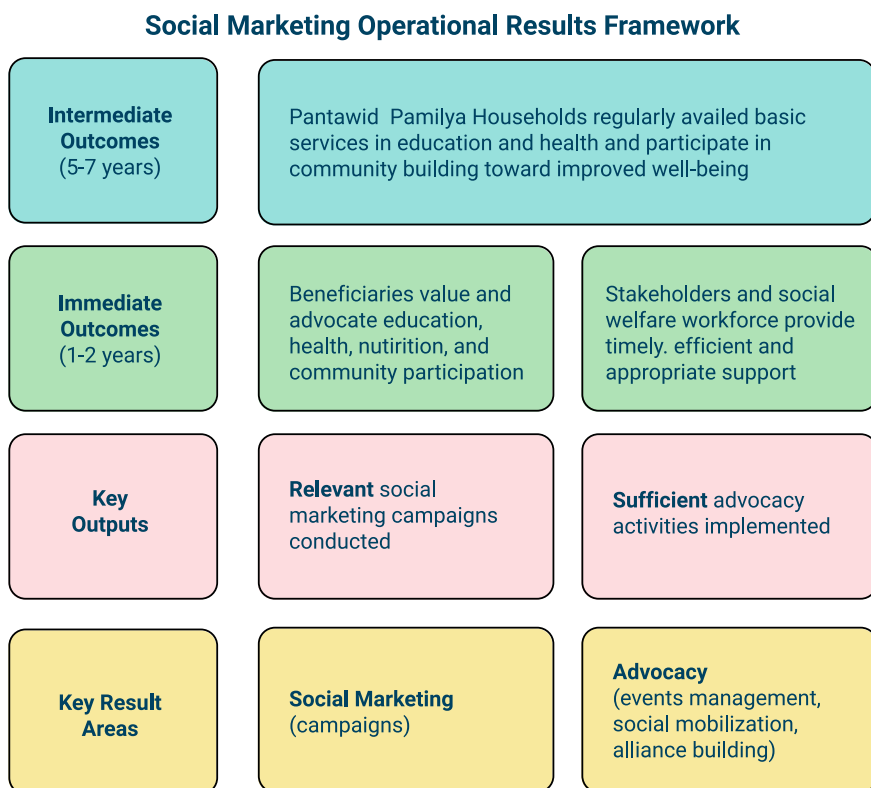 Social Marketing Operational Results Framework
Intermediate
Outcomes
(5-7 years)
Pantawid Pamilya Households regularly availed basic
services in education and health and participate in
community building toward improved well-being
Immediate
Outcomes
(1-2 years)
Beneficiaries value and
advocate education,
health, nutirition, and
community participation
Stakeholders and social
welfare workforce provide
timely. efficient and
appropriate support
Key
Outputs
Relevant social
marketing campaigns
conducted
Sufficient advocacy
activities implemented
Key Result
Areas
Social Marketing
(campaigns)
Advocacy
(events management,
social mobilization,
alliance building)